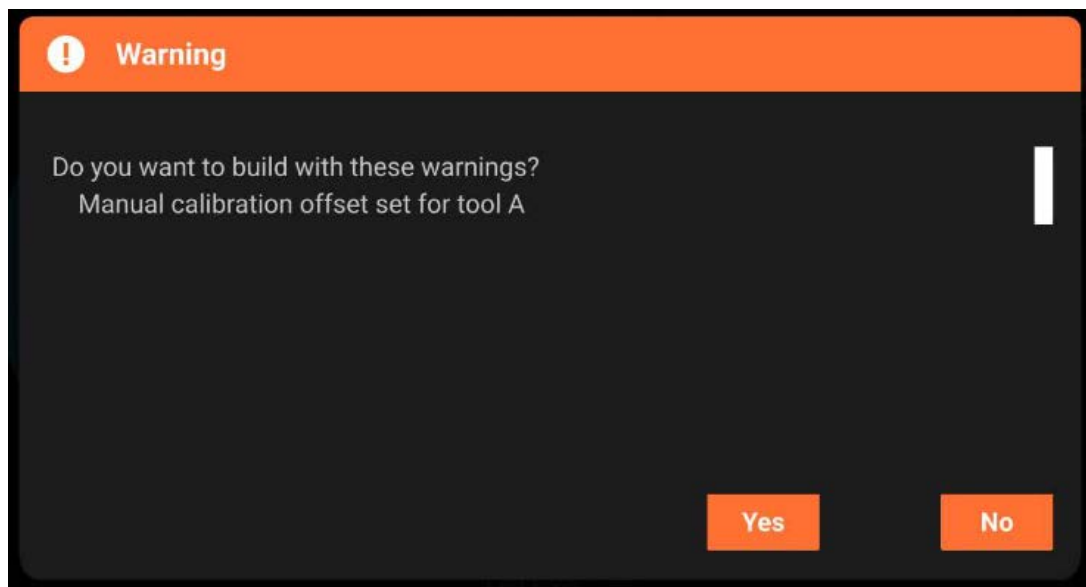 Warning
Do you want to build with these warnings?
Manual calibration offset set for tool A
Yes
No